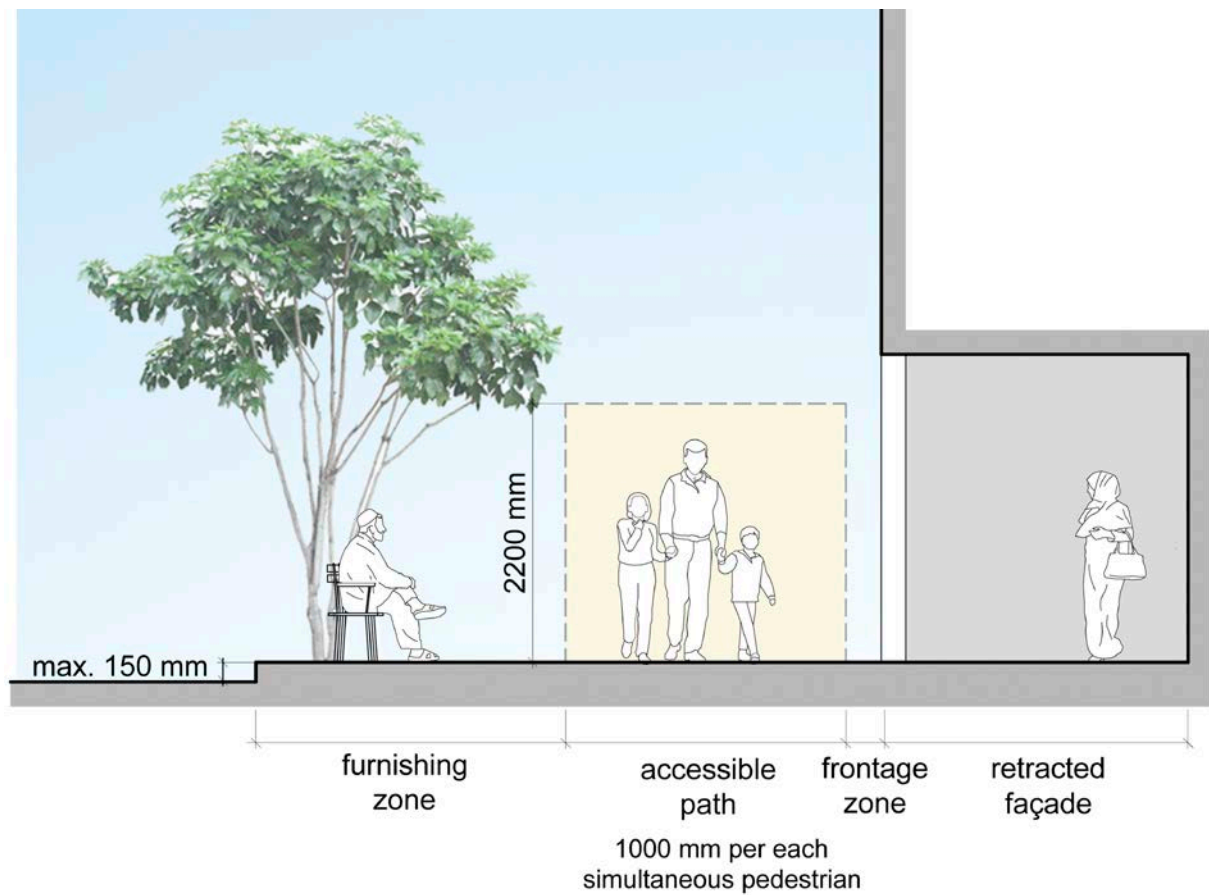 2200 mm
max. 150 mm
furnishing
zone
accessible
path
frontage
zone
retracted
façade
1000 mm per each
simultaneous pedestrian